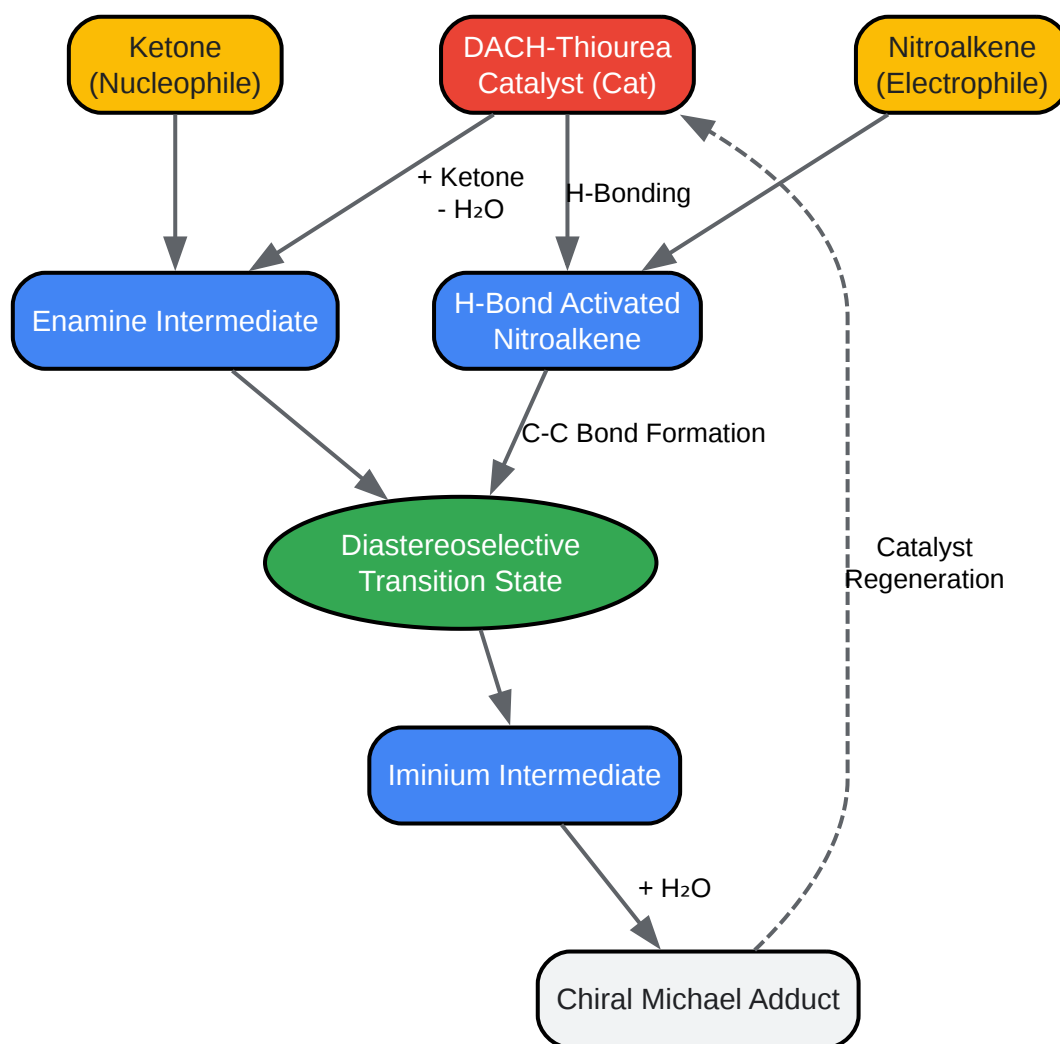 Ketone
(Nucleophile)
DACH-Thiourea
Catalyst (Cat)
Nitroalkene
(Electrophile)
+ Ketone
- H₂O
H-Bonding
Enamine Intermediate
H-Bond Activated
Nitroalkene
C-C Bond Formation
Diastereoselective
Transition State
Catalyst
Regeneration
Iminium Intermediate
+ H₂O
Chiral Michael Adduct